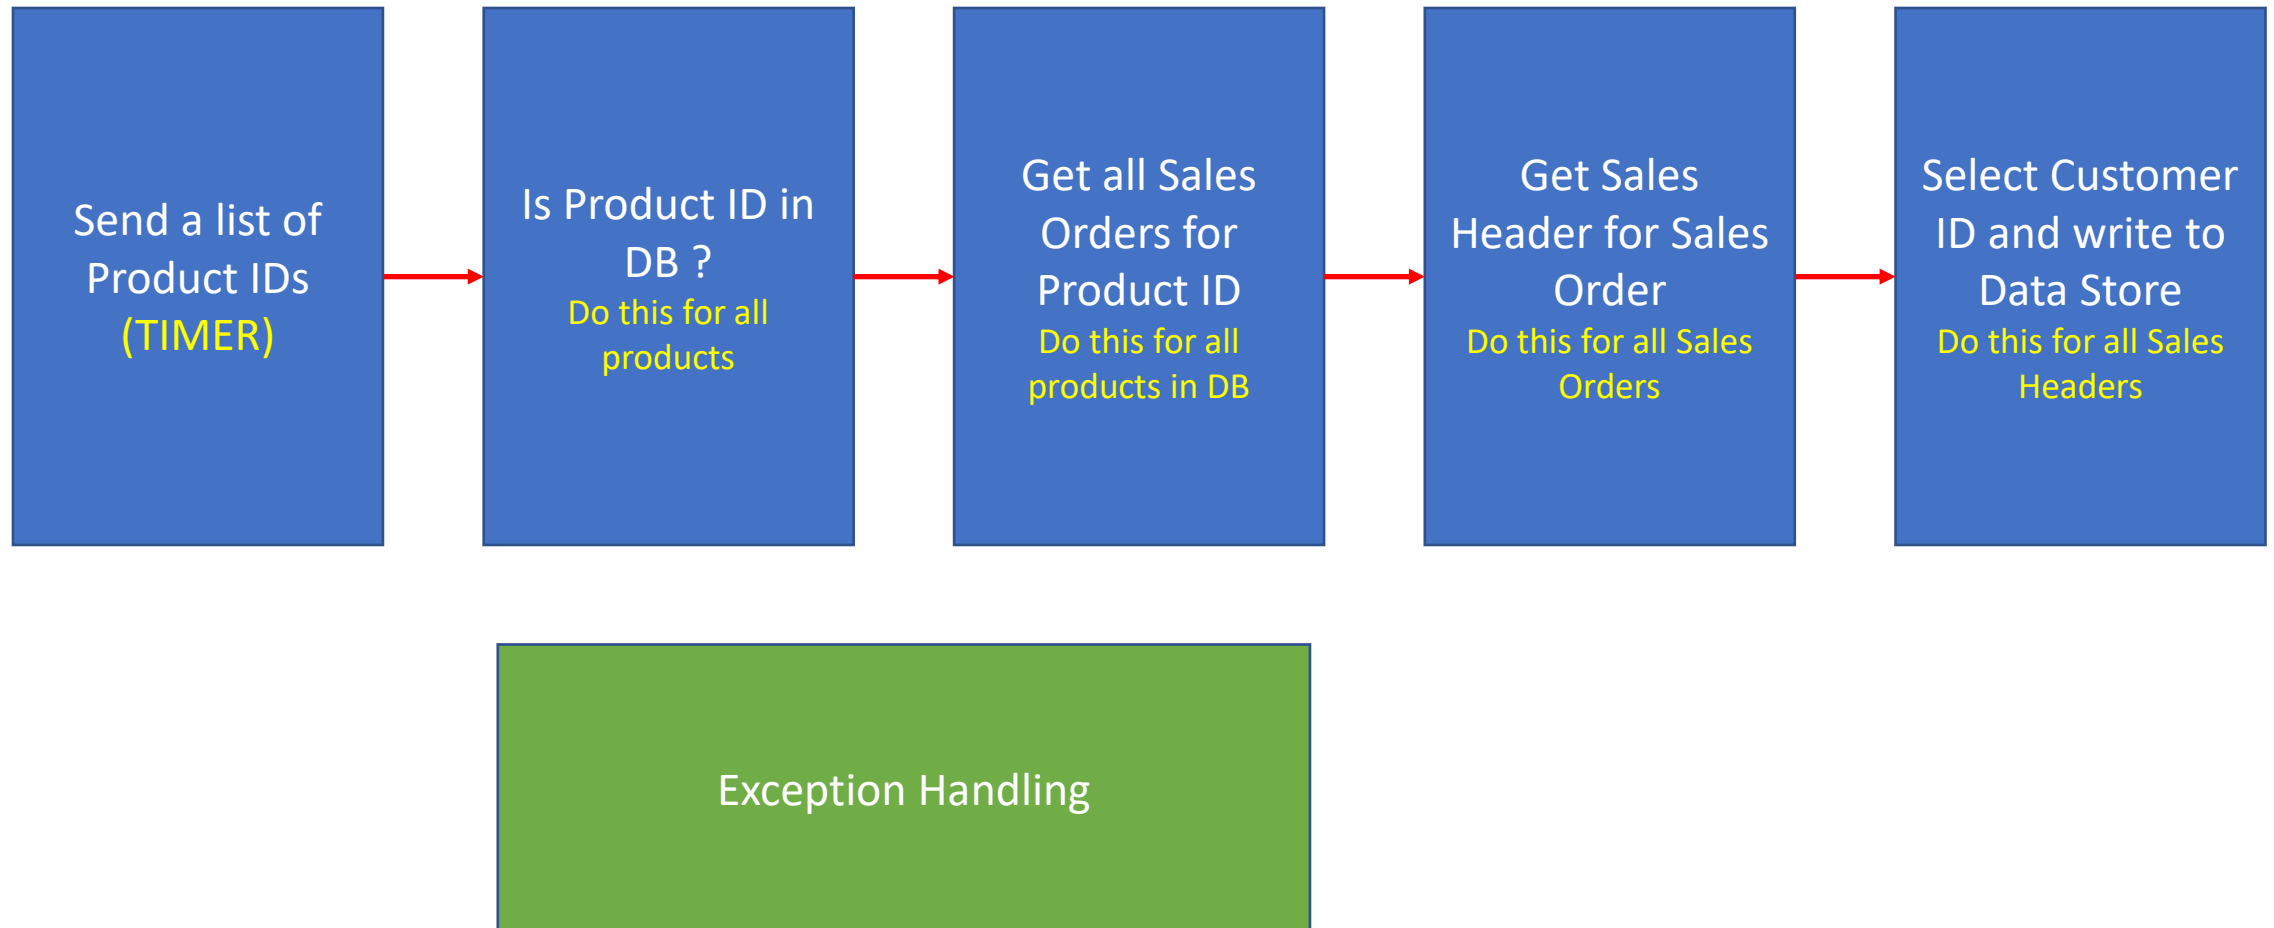 Send a list of
Product IDs
(TIMER)
Is Product ID in
DB ?
Do this for all
products
Get all Sales
Orders for
Product ID
Do this for all
products in DB
Get Sales
Header for Sales
Order
Do this for all Sales
Orders
Select Customer
ID and write to
Data Store
Do this for all Sales
Headers
Exception Handling